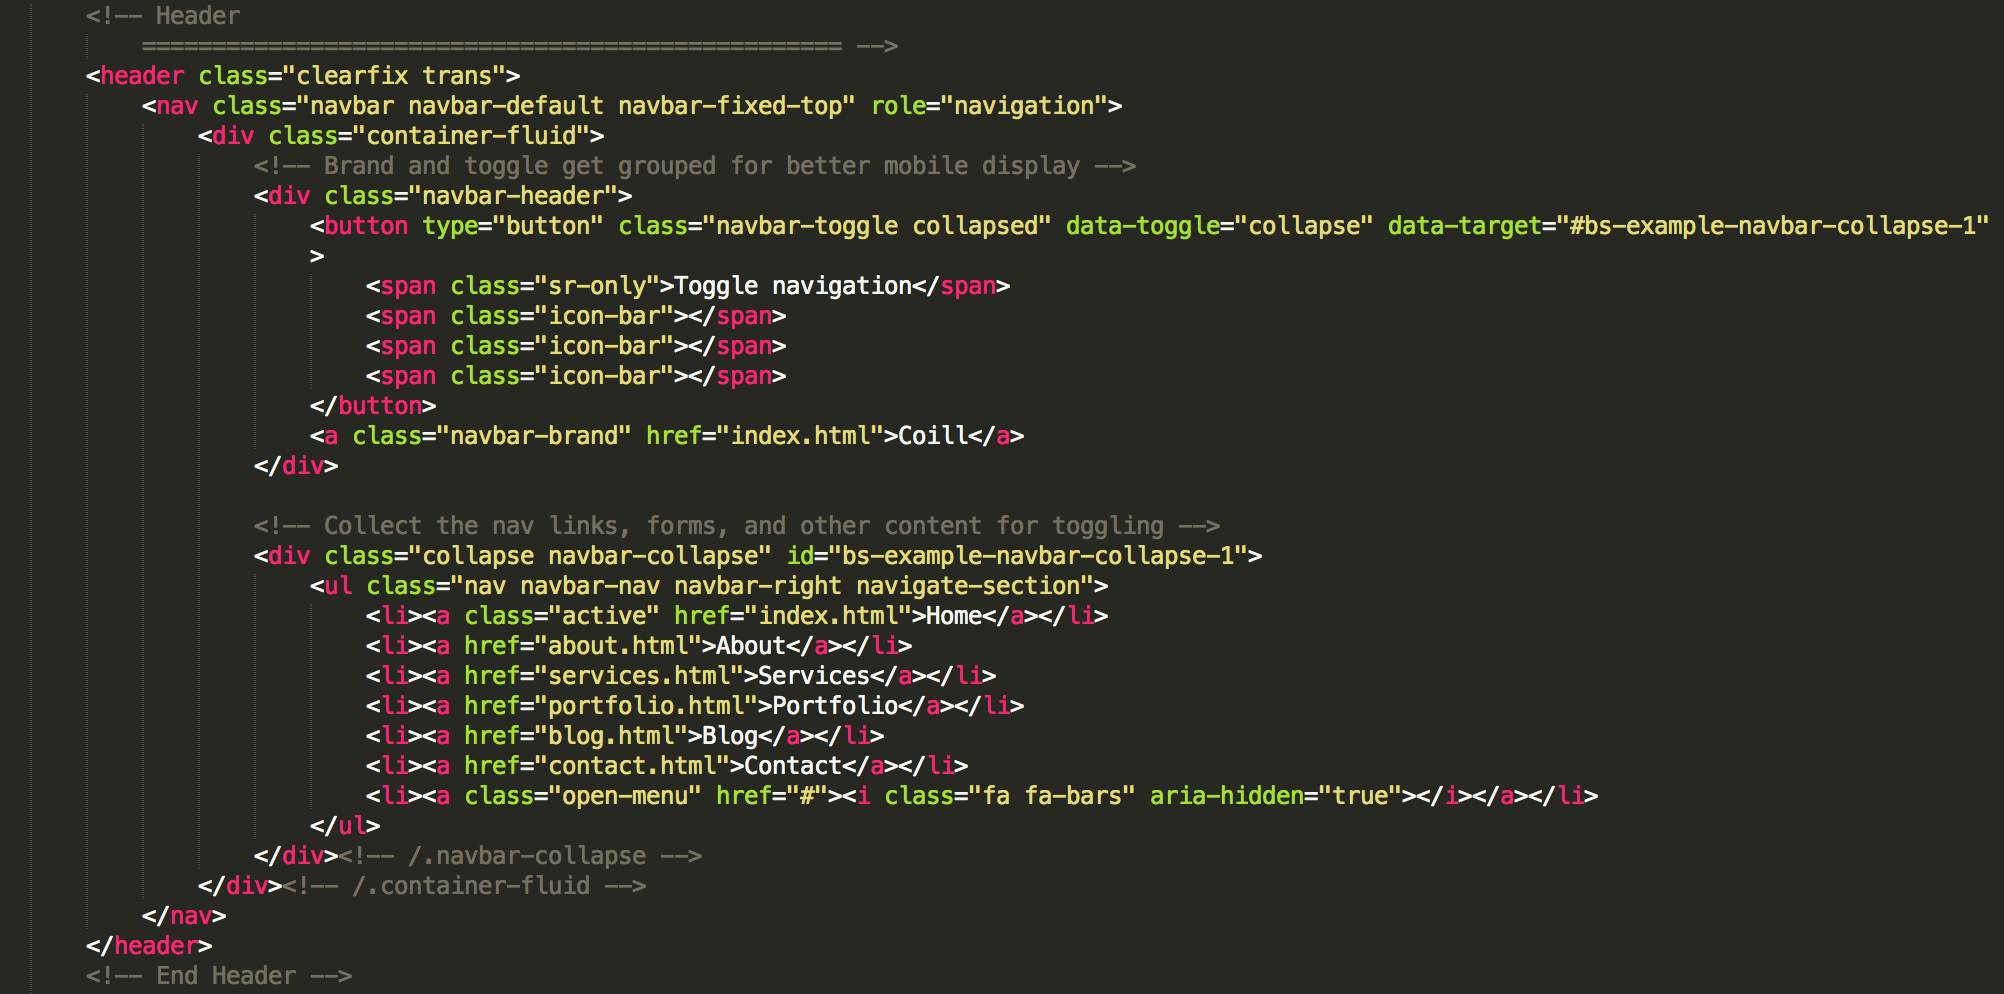 <!-- Header
================================================== -->
<header class="clearfix trans">
<nav class="navbar navbar-default navbar-fixed-top" role="navigation">
<div class="container-fluid">
<!-- Brand and toggle get grouped for better mobile display -->
<div class="navbar-header">
<button type="button" class="navbar-toggle collapsed" data-toggle="collapse" data-target="#bs-example-navbar-collapse-1"
>
<span class="sr-only">Toggle navigation</span>
<span class="icon-bar"></span>
<span class="icon-bar"></span>
<span class="icon-bar"></span>
</button>
<a class="navbar-brand" href="index.html">Coill</a>
</div>
<!-- Collect the nav links, forms, and other content for toggling -->
<div class="collapse navbar-collapse" id="bs-example-navbar-collapse-1">
<ul class="nav navbar-nav navbar-right navigate-section">
<li><a class="active" href="index.html">Home</a></li>
<li><a href="about.html">About</a></li>
<li><a href="services.html">Services</a></li>
<li><a href="portfolio.html">Portfolio</a></li>
<li><a href="blog.html">Blog</a></li>
<li><a href="contact.html">Contact</a></li>
<li><a class="open-menu" href="#"><i class="fa fa-bars" aria-hidden="true"></i></a></li>
</ul>
</div><!-- /.navbar-collapse -->
</div><!-- /.container-fluid -->
</nav>
</header>
<!-- End Header -->